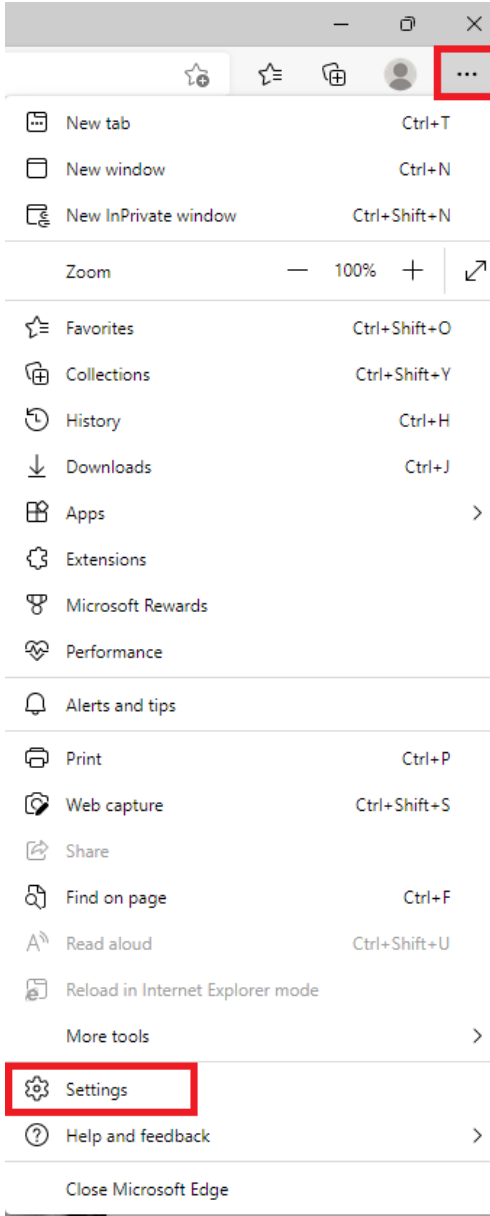 New tab Ctrl+T
New window Ctrl+N
New InPrivate window Ctrl+Shift+N
Zoom 100%
Favorites Ctrl+Shift+O
Collections Ctrl+Shift+Y
History Ctrl+H
Downloads Ctrl+J
Apps
Extensions
Microsoft Rewards
Performance
Alerts and tips
Print Ctrl+P
Web capture Ctrl+Shift+S
Share
Find on page Ctrl+F
Read aloud Ctrl+Shift+U
Reload in Internet Explorer mode
More tools
Settings
Help and feedback
Close Microsoft Edge